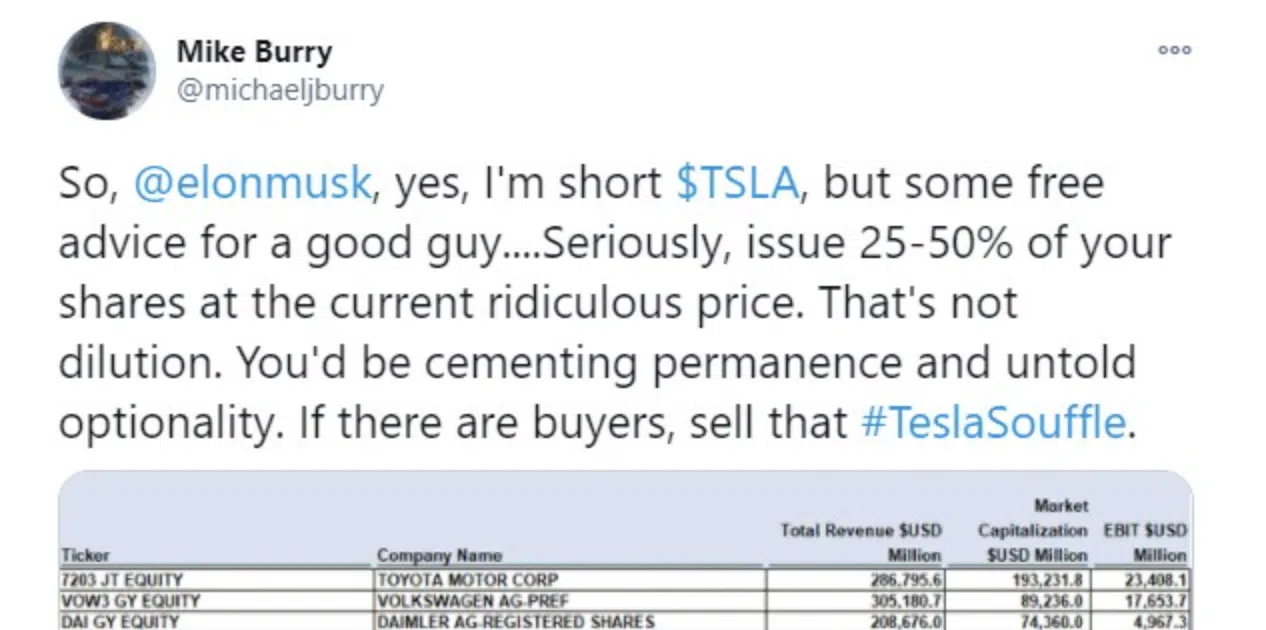 Mike Burry
@michaeljburry
So, @elonmusk, yes, I'm short $TSLA, but some free
advice for a good guy....Seriously, issue 25-50% of your
shares at the current ridiculous price. That's not
dilution. You'd be cementing permanence and untold
optionality. If there are buyers, sell that #TeslaSouffle.
Market
Total Revenue $USD Capitalization EBIT $USD
Ticker Company Name Million $USD Million Million
7203 JT EQUITY TOYOTA MOTOR CORP 286,795.6 193,231.8 23,408.1
VOW3 GY EQUITY VOLKSWAGEN AG-PREF 305,180.7 89,236.0 17,653.7
DAI GY EQUITY DAIMLER AG-REGISTERED SHARES 208,676.0 74,360.0 4,967.3